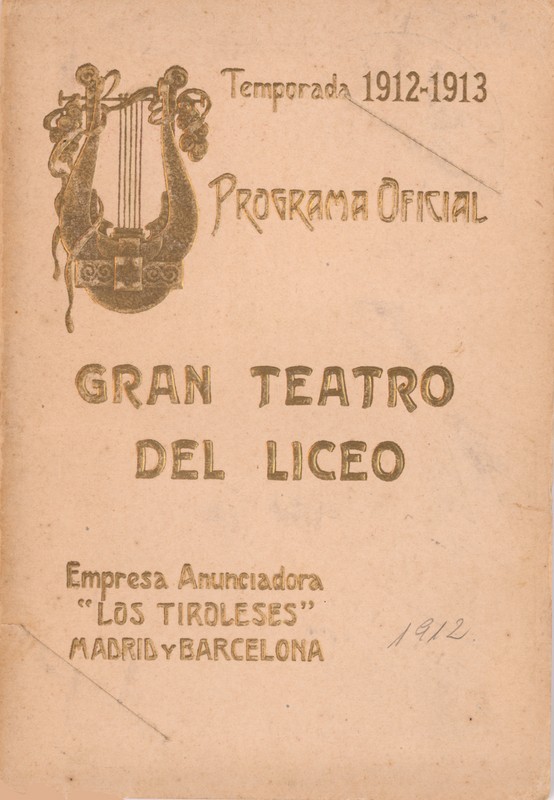 Temporada 1912-1913
PROGRAMA OFICIAL
GRAN TEATRO
DEL LICEO
Empresa Anunciadora
"LOS TIROLESES"
MADRID Y BARCELONA
1912.